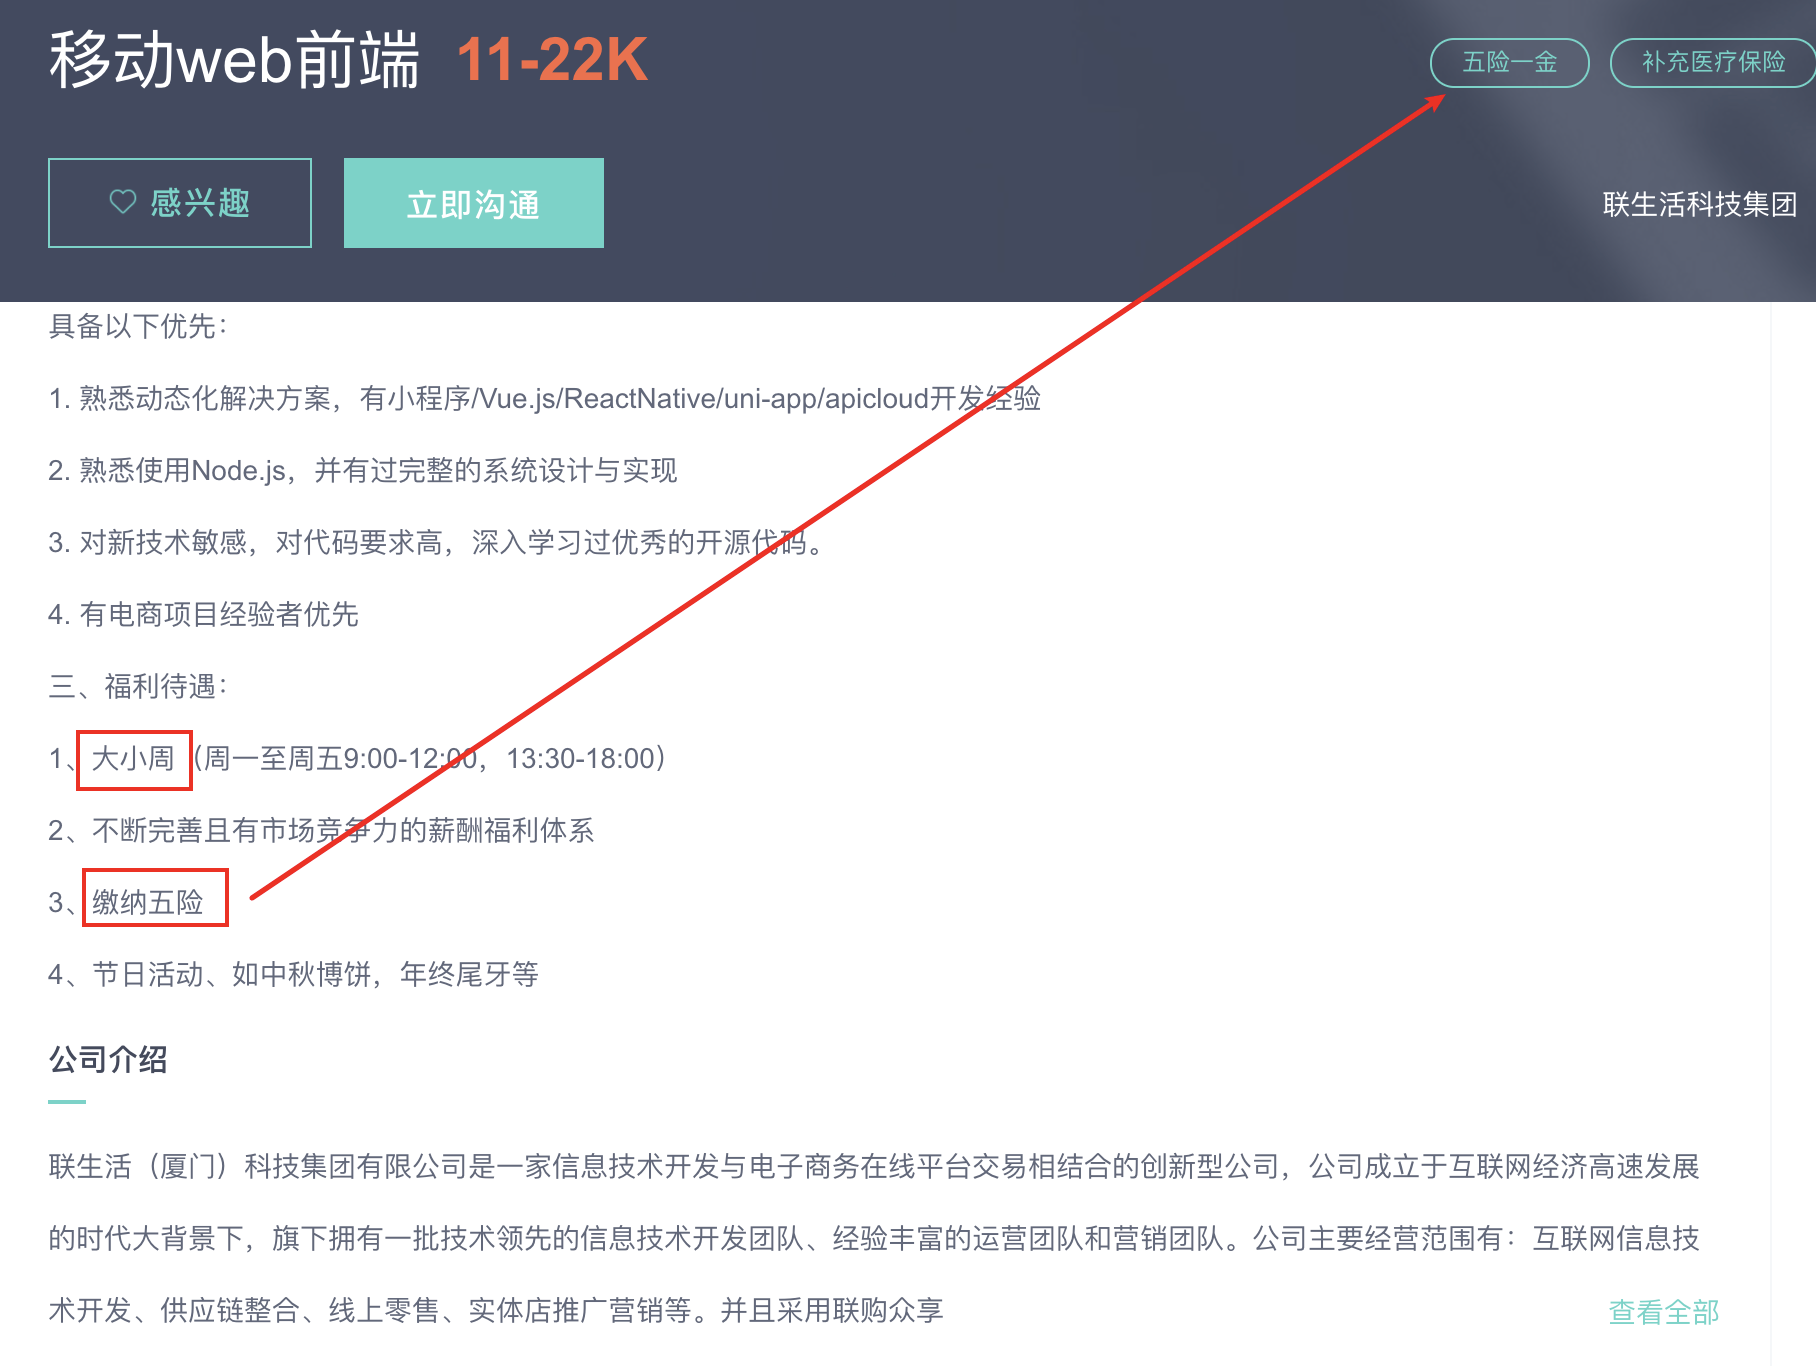 移动web前端 11-22K
五险一金 补充医疗保险
感兴趣 立即沟通
联生活科技集团
具备以下优先：
1. 熟悉动态化解决方案，有小程序/Vue.js/ReactNative/uni-app/apicloud开发经验
2. 熟悉使用Node.js，并有过完整的系统设计与实现
3. 对新技术敏感，对代码要求高，深入学习过优秀的开源代码。
4. 有电商项目经验者优先
三、福利待遇：
1、大小周（周一至周五9:00-12:00，13:30-18:00）
2、不断完善且有市场竞争力的薪酬福利体系
3、缴纳五险
4、节日活动、如中秋博饼，年终尾牙等
公司介绍
联生活（厦门）科技集团有限公司是一家信息技术开发与电子商务在线平台交易相结合的创新型公司，公司成立于互联网经济高速发展
的时代大背景下，旗下拥有一批技术领先的信息技术开发团队、经验丰富的运营团队和营销团队。公司主要经营范围有：互联网信息技
术开发、供应链整合、线上零售、实体店推广营销等。并且采用联购众享
查看全部